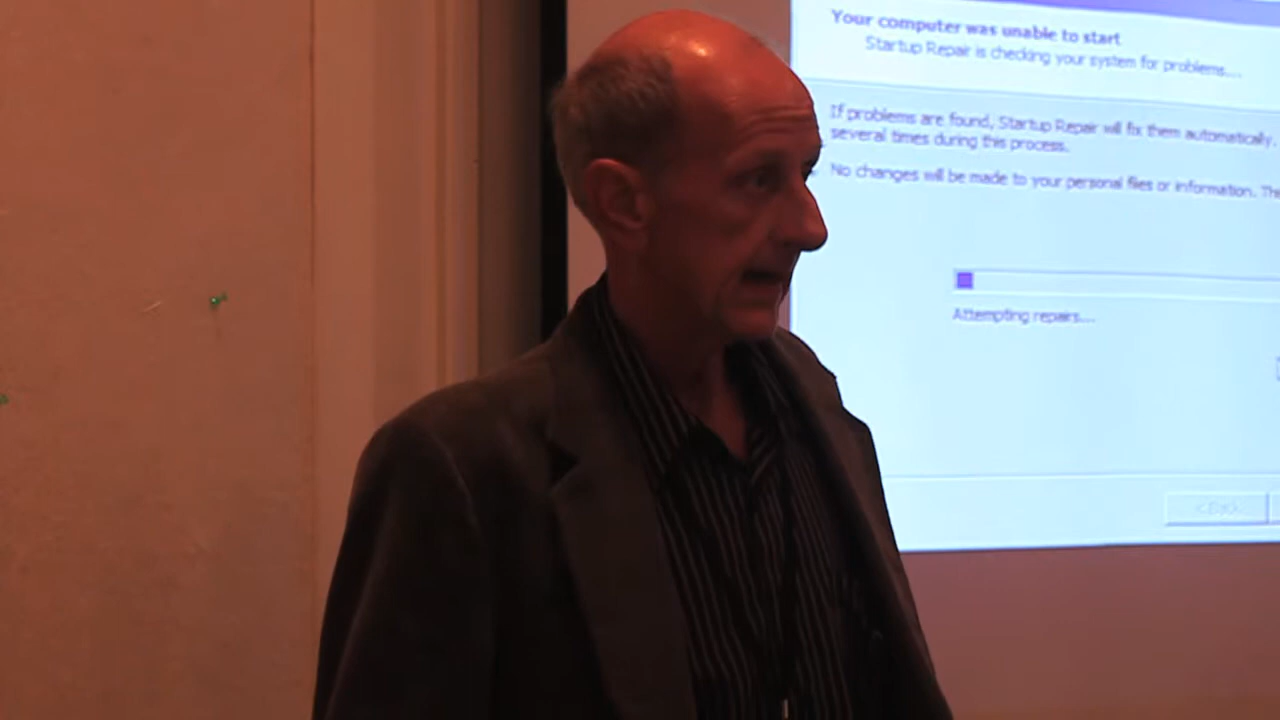 Your computer was unable to start
Startup Repair is checking your system for problems...
If problems are found, Startup Repair will fix them automatically.
several times during this process.
No changes will be made to your personal files or information. This
Attempting repairs...